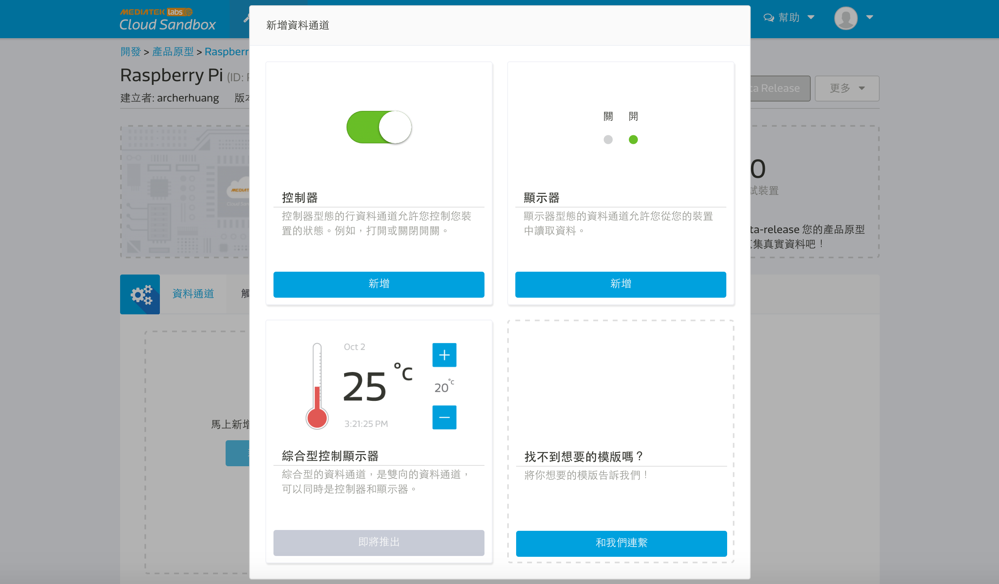 MEDIATEK labs
Cloud Sandbox
幫助
開發 > 產品原型 > Raspberr
Raspberry Pi (ID:
建立者: archerhuang 版本
ta Release
更多
0
試裝置
ta-release 您的產品原型
集真實資料吧！
MEDIAT
Cloud San
資料通道
觸
馬上新增
新增資料通道
控制器
控制器型態的行資料通道允許您控制您裝
置的狀態。例如，打開或關閉開關。
新增
關 開
顯示器
顯示器型態的資料通道允許您從您的裝置
中讀取資料。
新增
Oct 2
25 °c
3:21:25 PM
20°c
綜合型控制顯示器
綜合型的資料通道，是雙向的資料通道，
可以同時是控制器和顯示器。
即將推出
找不到想要的模版嗎？
將你想要的模版告訴我們！
和我們連繫